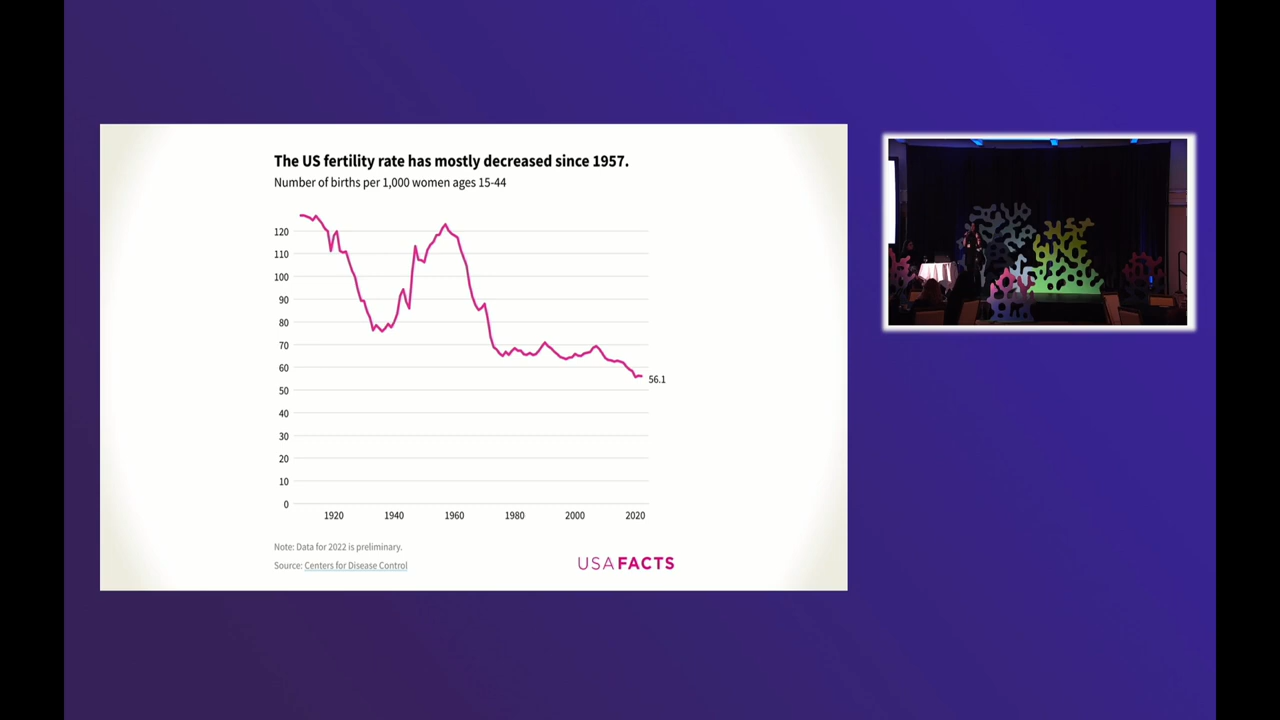 The US fertility rate has mostly decreased since 1957.
Number of births per 1,000 women ages 15-44
120
110
100
90
80
70
60
56.1
50
40
30
20
10
0
1920 1940 1960 1980 2000 2020
Note: Data for 2022 is preliminary.
Source: Centers for Disease Control
USAFACTS